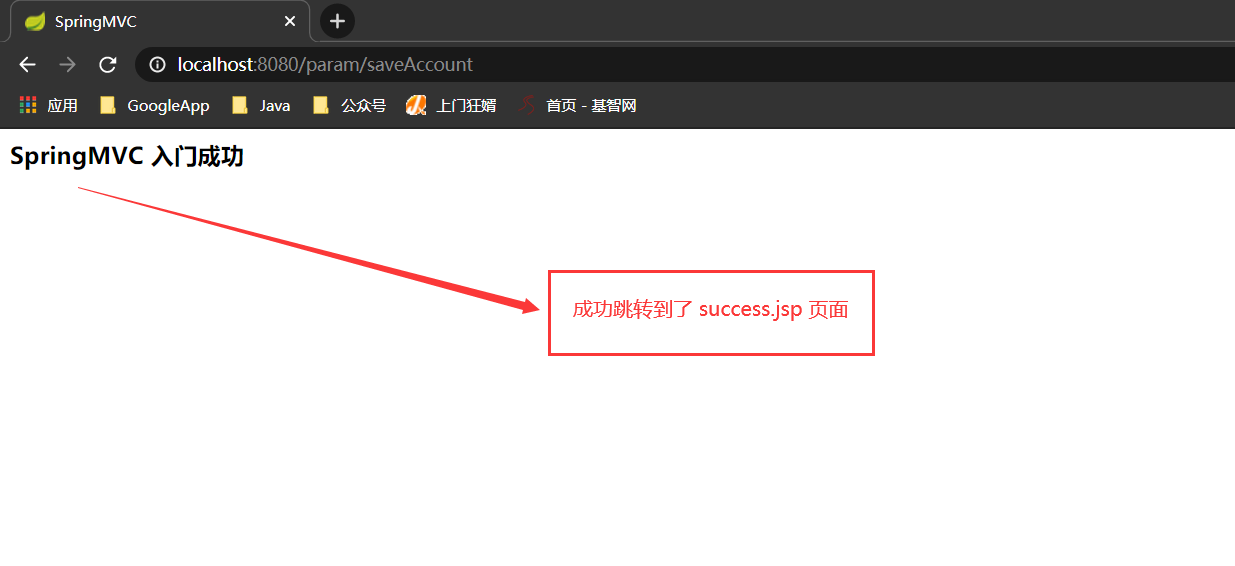 SpringMVC
localhost:8080/param/saveAccount
应用 GoogleApp Java 公众号 上门狂婿 首页 - 基智网
SpringMVC 入门成功
成功跳转到了 success.jsp 页面